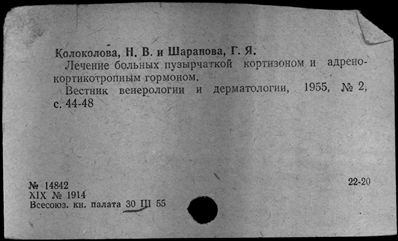 Колоколова, Н. В. и Шарапова, Г. Я.
Лечение больных пузырчаткой кортизоном и адрено-
кортикотропным гормоном.
Вестник венерологии и дерматологии, 1955, № 2,
с. 44-48
№ 14842 22-20
XIX № 1914
Всесоюз. кн. палата 30 III 55